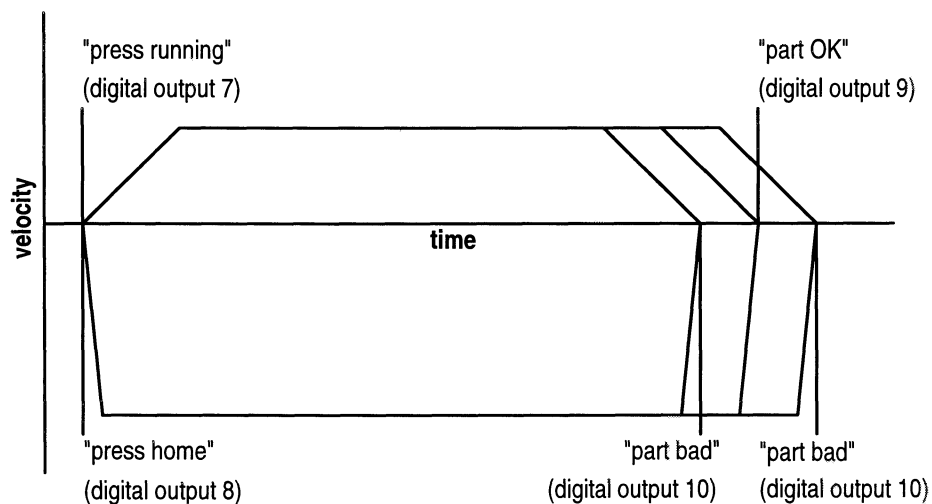 "press running"
(digital output 7)
"part OK"
(digital output 9)
velocity
time
"press home"
(digital output 8)
"part bad"
(digital output 10)
"part bad"
(digital output 10)